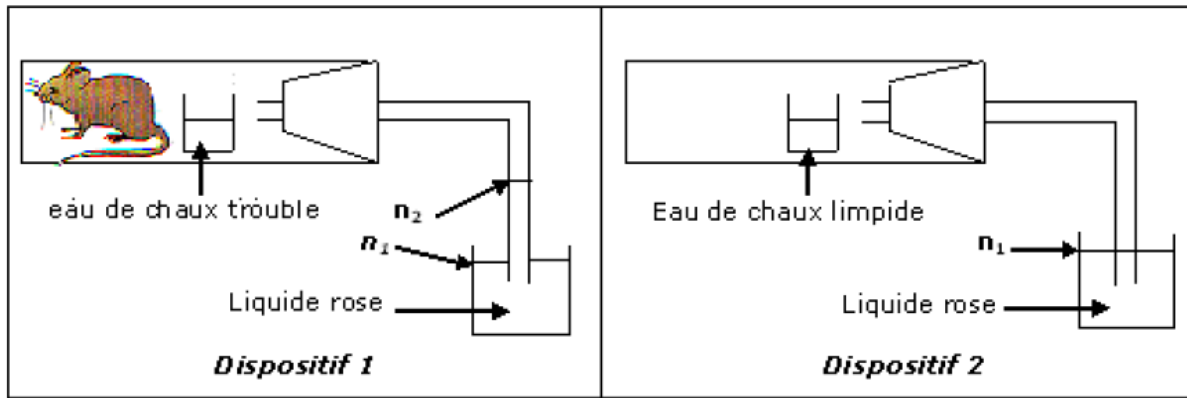 eau de chaux trouble
n₂
n₁
Liquide rose
Dispositif 1
Eau de chaux limpide
n₁
Liquide rose
Dispositif 2